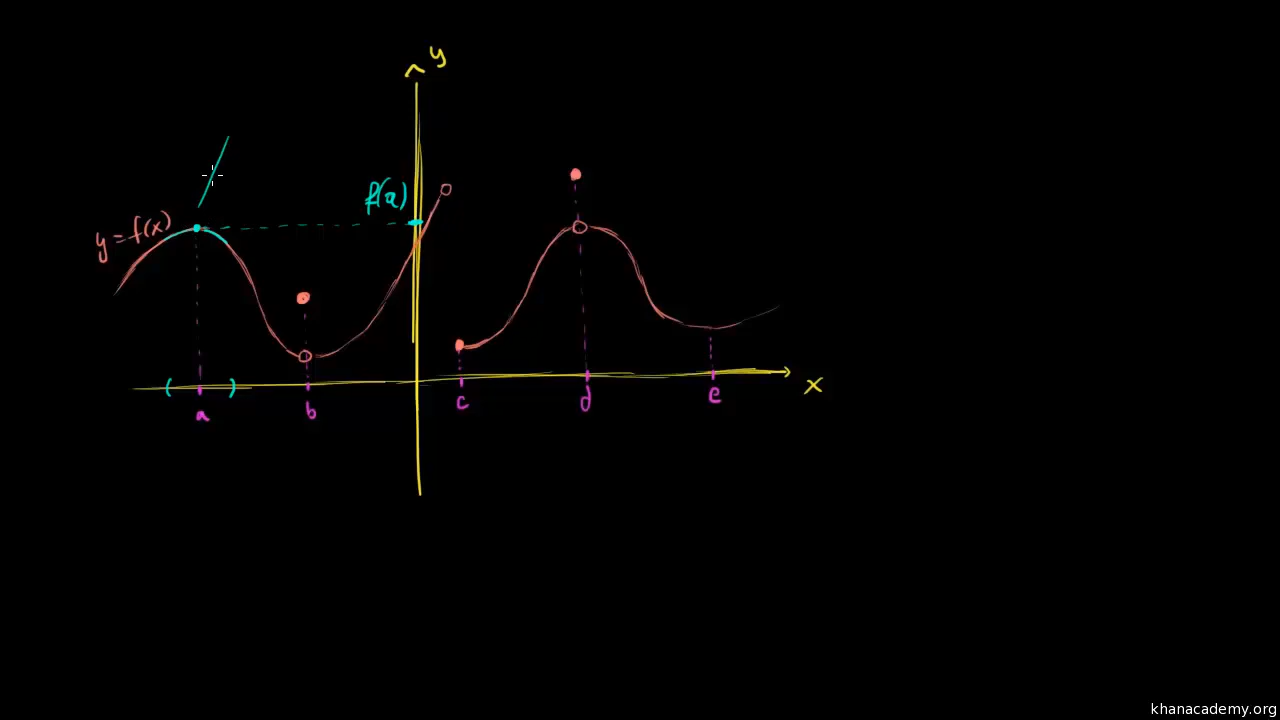 y
f(a)
y = f(x)
( )
a
b
c
d
e
x
khanacademy.org